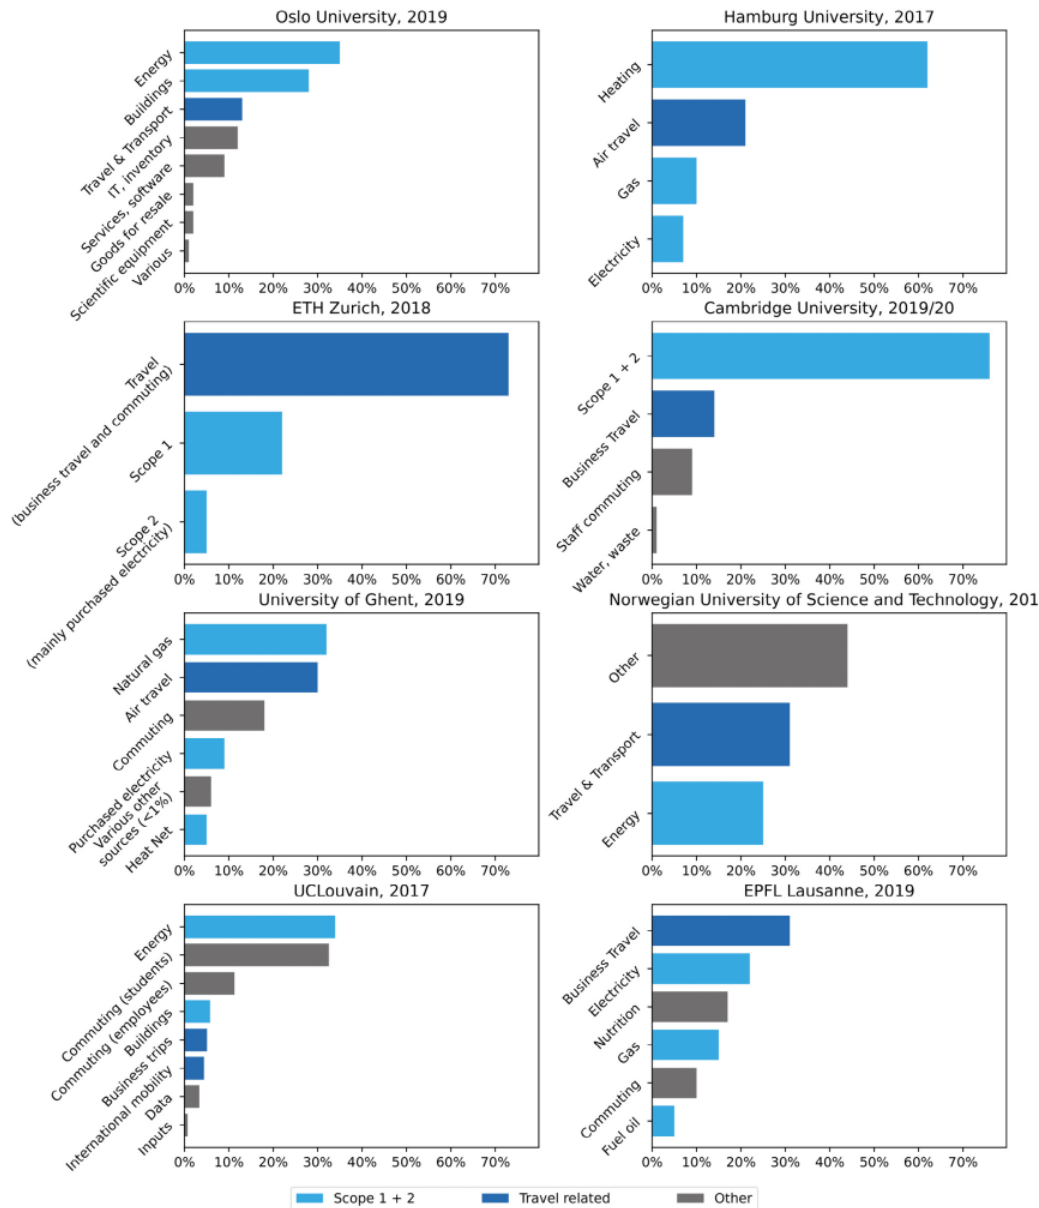 Oslo University, 2019
Energy
Buildings
Travel & Transport
IT, inventory
Services, software
Goods for resale
Scientific equipment
Various
0% 10% 20% 30% 40% 50% 60% 70%
Hamburg University, 2017
Heating
Air travel
Gas
Electricity
0% 10% 20% 30% 40% 50% 60% 70%
ETH Zurich, 2018
Travel
(business travel and commuting)
Scope 1
Scope 2
(mainly purchased electricity)
0% 10% 20% 30% 40% 50% 60% 70%
Cambridge University, 2019/20
Scope 1 + 2
Business Travel
Staff commuting
Water, waste
0% 10% 20% 30% 40% 50% 60% 70%
University of Ghent, 2019
Natural gas
Air travel
Commuting
Purchased electricity
Various other
sources (<1%)
Heat Net
0% 10% 20% 30% 40% 50% 60% 70%
Norwegian University of Science and Technology, 201
Other
Travel & Transport
Energy
0% 10% 20% 30% 40% 50% 60% 70%
UCLouvain, 2017
Energy
Commuting (students)
Commuting (employees)
Buildings
Business trips
International mobility
Data
Inputs
0% 10% 20% 30% 40% 50% 60% 70%
EPFL Lausanne, 2019
Business Travel
Electricity
Nutrition
Gas
Commuting
Fuel oil
0% 10% 20% 30% 40% 50% 60% 70%
Scope 1 + 2 Travel related Other